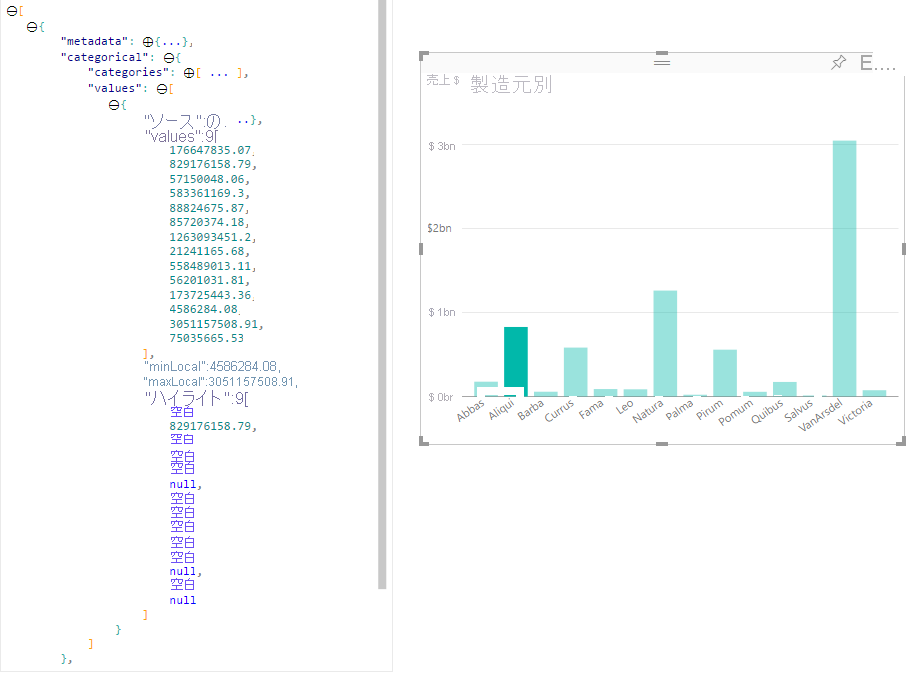 [
{
"metadata": {...},
"categorical": {
"categories": [ ... ],
"values": [
{
"ソース":の. ..},
"values":9[
176647835.07,
829176158.79,
57150048.06,
583361169.3,
88824675.87,
85720374.18,
1263093451.2,
21241165.68,
558489013.11,
56201031.81,
173725443.36,
4586284.08,
3051157508.91,
75035665.53
],
"minLocal":4586284.08,
"maxLocal":3051157508.91,
"ハイライト":9[
空白
829176158.79,
空白
空白
空白
null,
空白
空白
空白
空白
空白
null,
空白
null
]
}
]
},
E....
売上 $ 製造元別
$ 3bn
$2bn
$ 1bn
$ 0br
Abbas
Aliqui
Barba
Currus
Fama
Leo
Natura
Palma
Pirum
Pomum
Quibus
Salvus
VanArsdel
Victoria